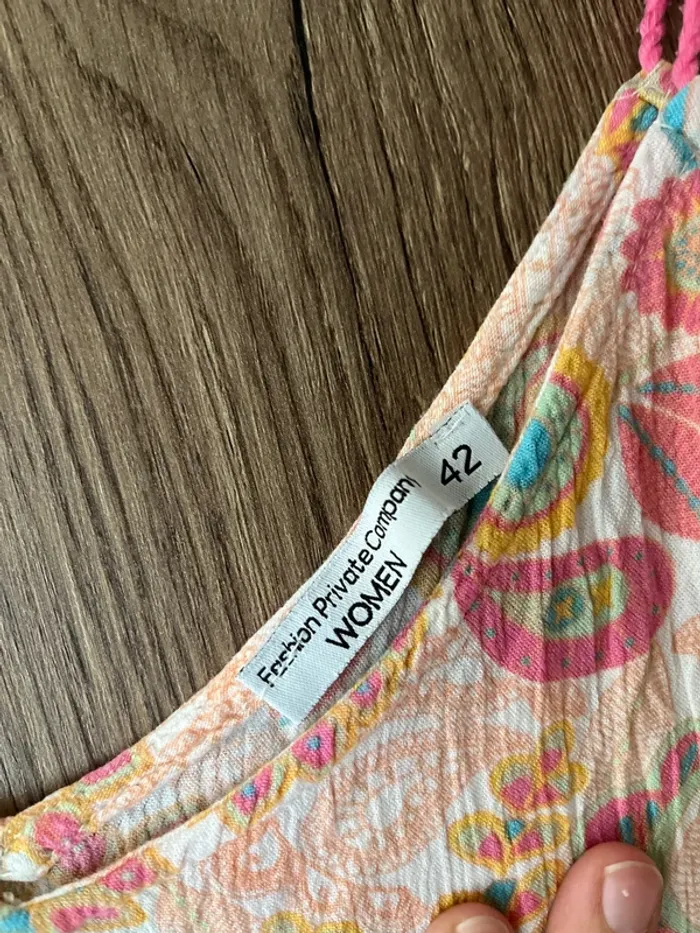 Fashion Private Company
WOMEN
42